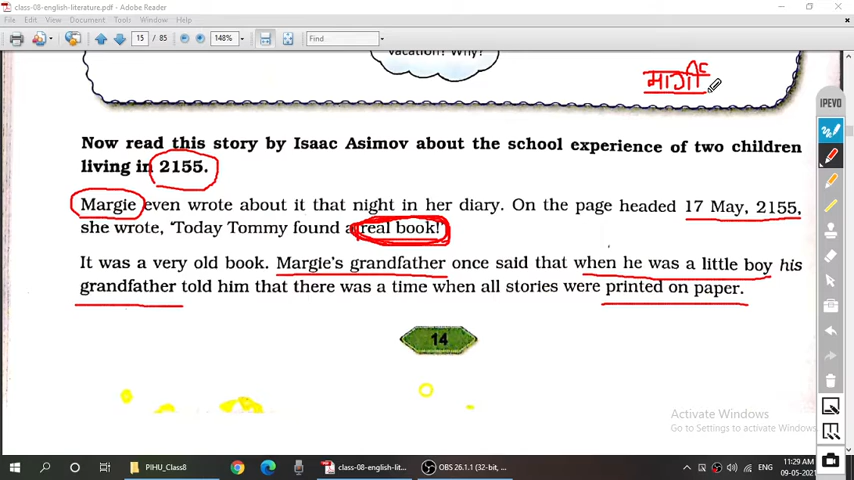 class-08-english-literature.pdf - Adobe Reader
File Edit View Document Tools Window Help
15 / 85 148% Find
vacation? Why?
मार्गी
IPEVO
Now read this story by Isaac Asimov about the school experience of two children
living in 2155.
Margie even wrote about it that night in her diary. On the page headed 17 May, 2155,
she wrote, ‘Today Tommy found a real book!’
It was a very old book. Margie's grandfather once said that when he was a little boy his
grandfather told him that there was a time when all stories were printed on paper.
14
Activate Windows
Go to Settings to activate Windows
PIHU_Class8
class-08-english-lit...
OBS 26.1.1 (32-bit, ...
ENG
11:29 AM
09-05-2021